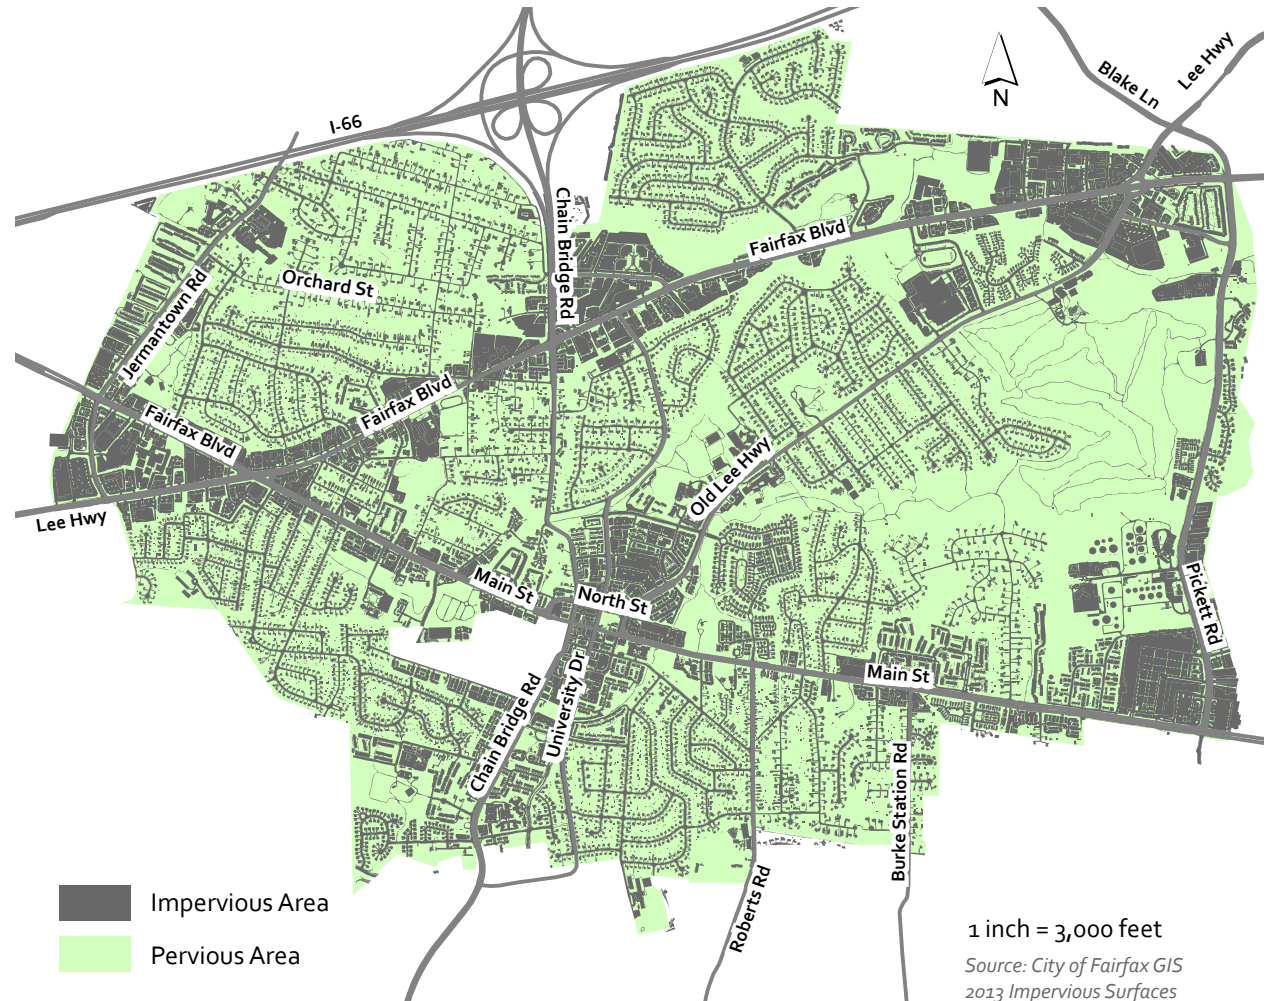 Blake Ln
Lee Hwy
N
I-66
Chain Bridge Rd
Fairfax Blvd
Orchard St
Jermantown Rd
Fairfax Blvd
Fairfax Blvd
Old Lee Hwy
Lee Hwy
Main St
North St
Pickett Rd
Main St
University Dr
Chain Bridge Rd
Burke Station Rd
Roberts Rd
Impervious Area
Pervious Area
1 inch = 3,000 feet
Source: City of Fairfax GIS
2013 Impervious Surfaces